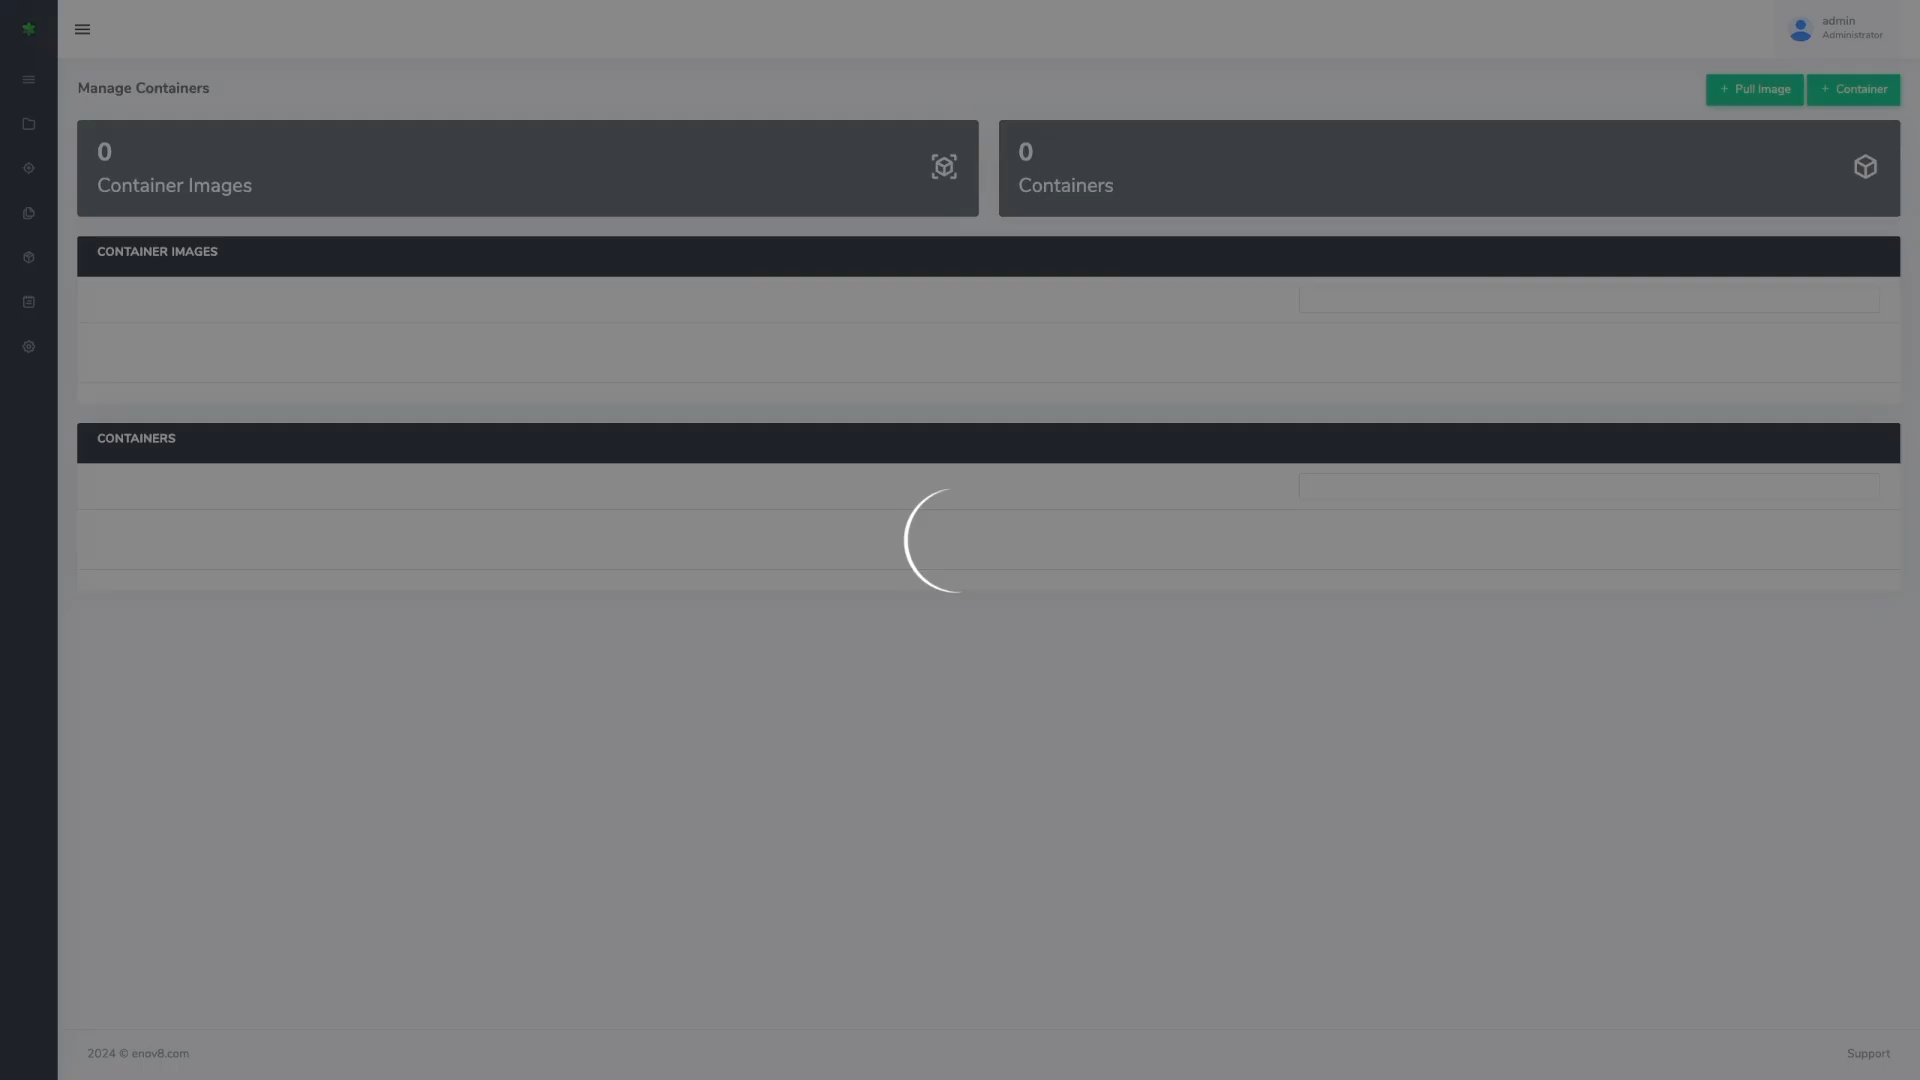 admin
Administrator
Manage Containers
+ Pull Image
+ Container
0
Container Images
0
Containers
CONTAINER IMAGES
CONTAINERS
2024 © enov8.com
Support